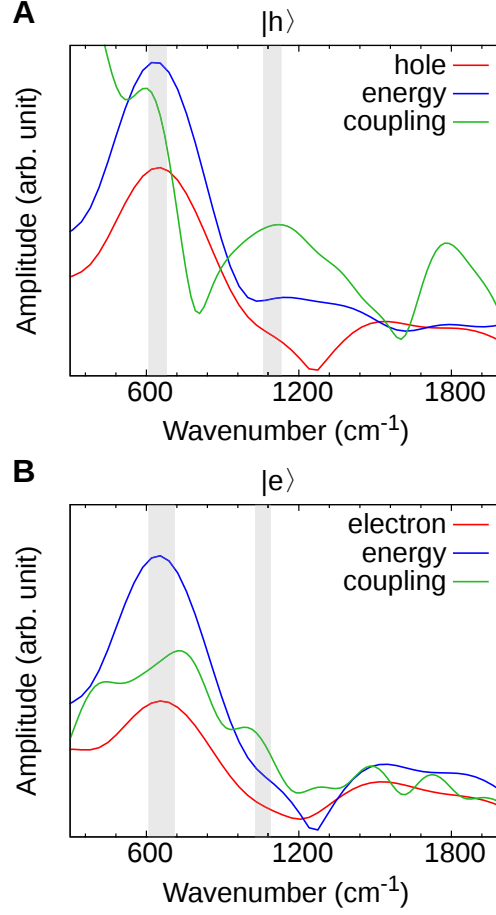 A
|h⟩
hole
energy
coupling
Amplitude (arb. unit)
600 1200 1800
Wavenumber (cm⁻¹)
B
|e⟩
electron
energy
coupling
Amplitude (arb. unit)
600 1200 1800
Wavenumber (cm⁻¹)